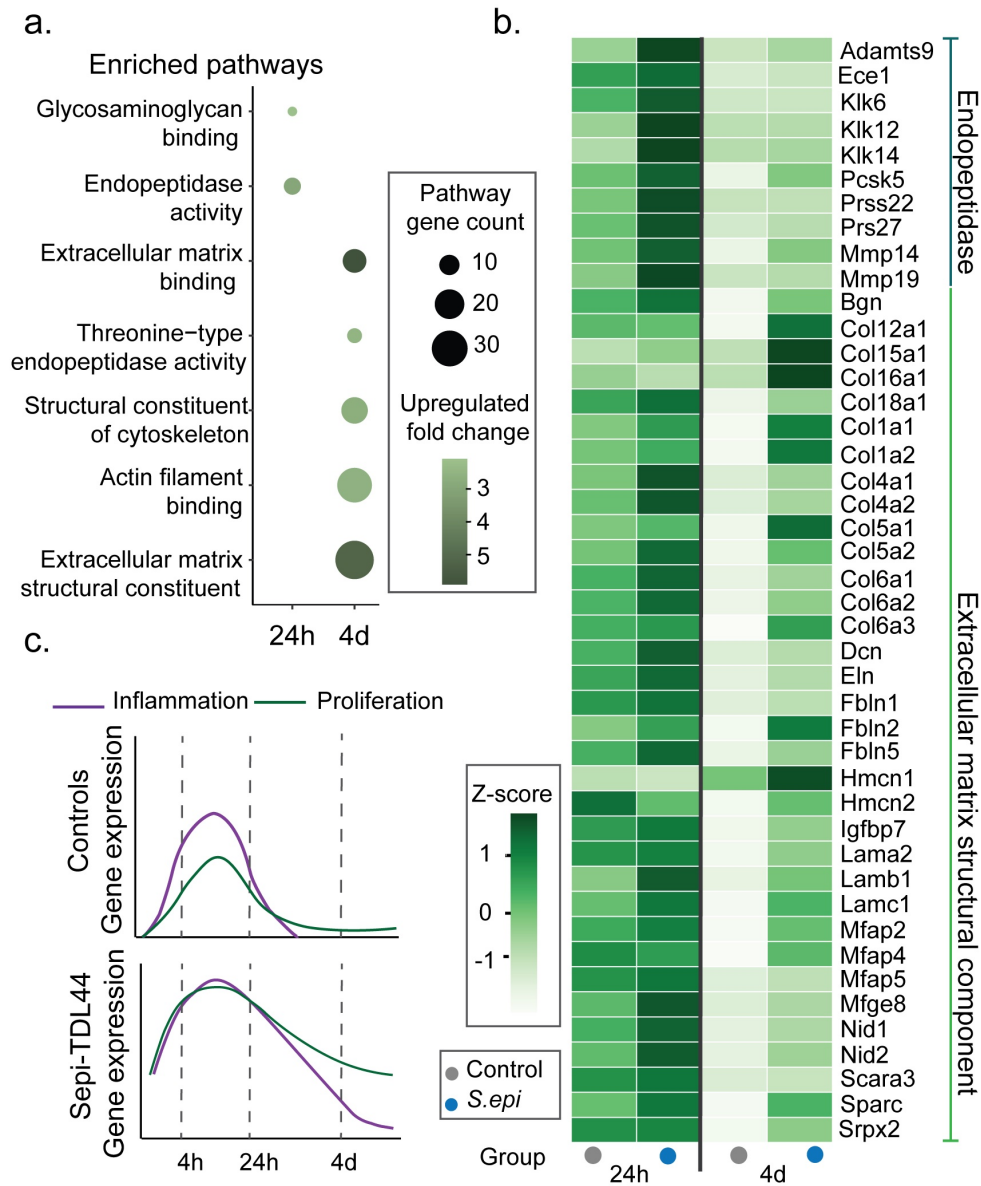 a.
Enriched pathways
Glycosaminoglycan
binding
Endopeptidase
activity
Extracellular matrix
binding
Threonine−type
endopeptidase activity
Structural constituent
of cytoskeleton
Actin filament
binding
Extracellular matrix
structural constituent
24h
4d
Pathway
gene count
10
20
30
Upregulated
fold change
3
4
5
b.
Adamts9
Ece1
Klk6
Klk12
Klk14
Pcsk5
Prss22
Prs27
Mmp14
Mmp19
Bgn
Col12a1
Col15a1
Col16a1
Col18a1
Col1a1
Col1a2
Col4a1
Col4a2
Col5a1
Col5a2
Col6a1
Col6a2
Col6a3
Dcn
Eln
Fbln1
Fbln2
Fbln5
Hmcn1
Hmcn2
Igfbp7
Lama2
Lamb1
Lamc1
Mfap2
Mfap4
Mfap5
Mfge8
Nid1
Nid2
Scara3
Sparc
Srpx2
Endopeptidase
Extracellular matrix structural component
Z-score
1
0
-1
Control
S.epi
Group
24h
4d
c.
Inflammation
Proliferation
Controls
Gene expression
Sepi-TDL44
Gene expression
4h
24h
4d